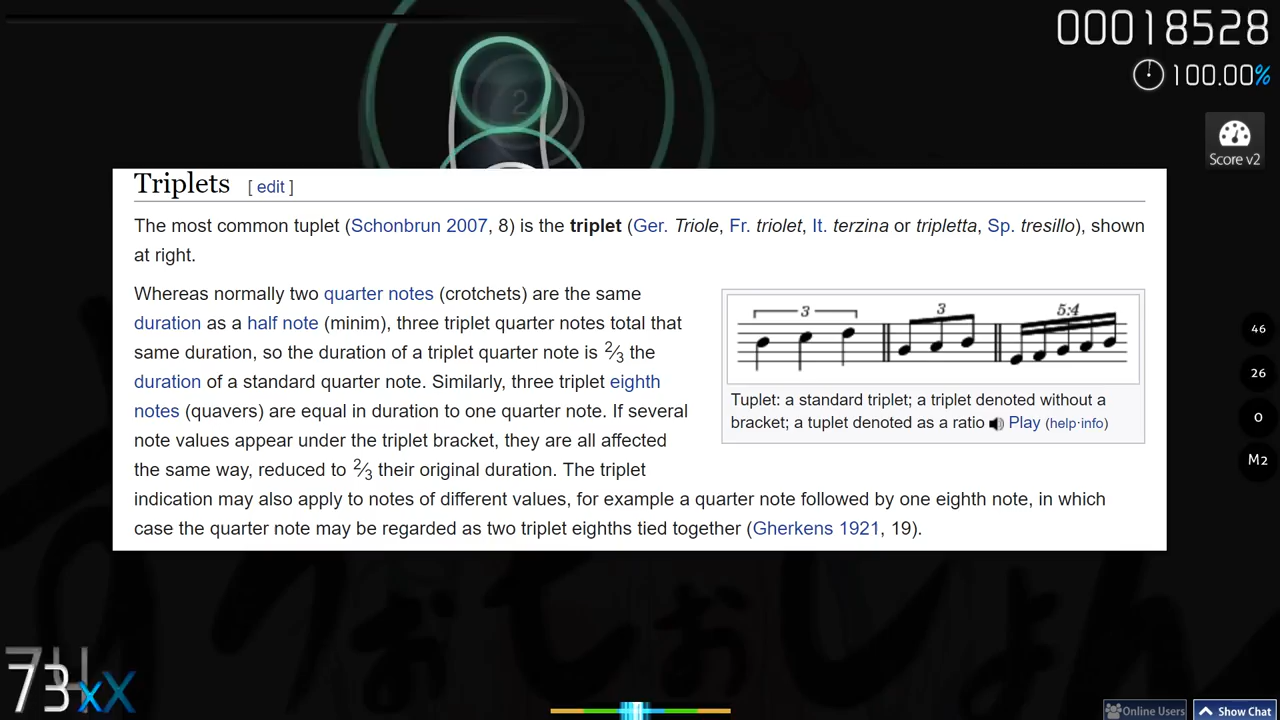 00018528
100.00%
2
Score v2
Triplets [ edit ]
The most common tuplet (Schonbrun 2007, 8) is the triplet (Ger. Triole, Fr. triolet, It. terzina or tripletta, Sp. tresillo), shown
at right.
Whereas normally two quarter notes (crotchets) are the same
duration as a half note (minim), three triplet quarter notes total that
same duration, so the duration of a triplet quarter note is 2⁄3 the
duration of a standard quarter note. Similarly, three triplet eighth
notes (quavers) are equal in duration to one quarter note. If several
note values appear under the triplet bracket, they are all affected
the same way, reduced to 2⁄3 their original duration. The triplet
indication may also apply to notes of different values, for example a quarter note followed by one eighth note, in which
case the quarter note may be regarded as two triplet eighths tied together (Gherkens 1921, 19).
3 3 5:4
Tuplet: a standard triplet; a triplet denoted without a
bracket; a tuplet denoted as a ratio Play (help·info)
46
26
0
M2
Online Users
Show Chat